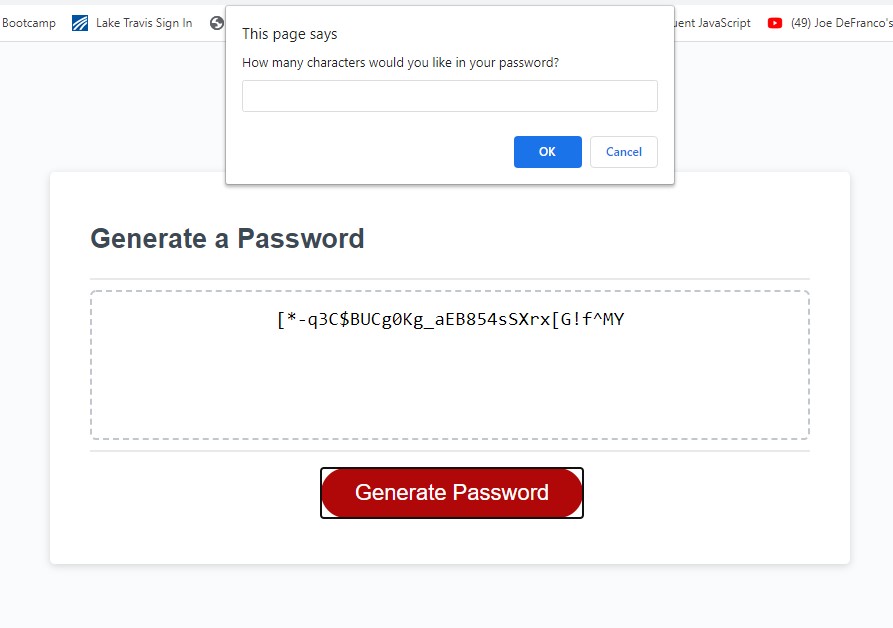 Bootcamp Lake Travis Sign In uent JavaScript (49) Joe DeFranco's
This page says
How many characters would you like in your password?
OK Cancel
Generate a Password
[*-q3C$BUCg0Kg_aEB854sSXrx[G!f^MY
Generate Password